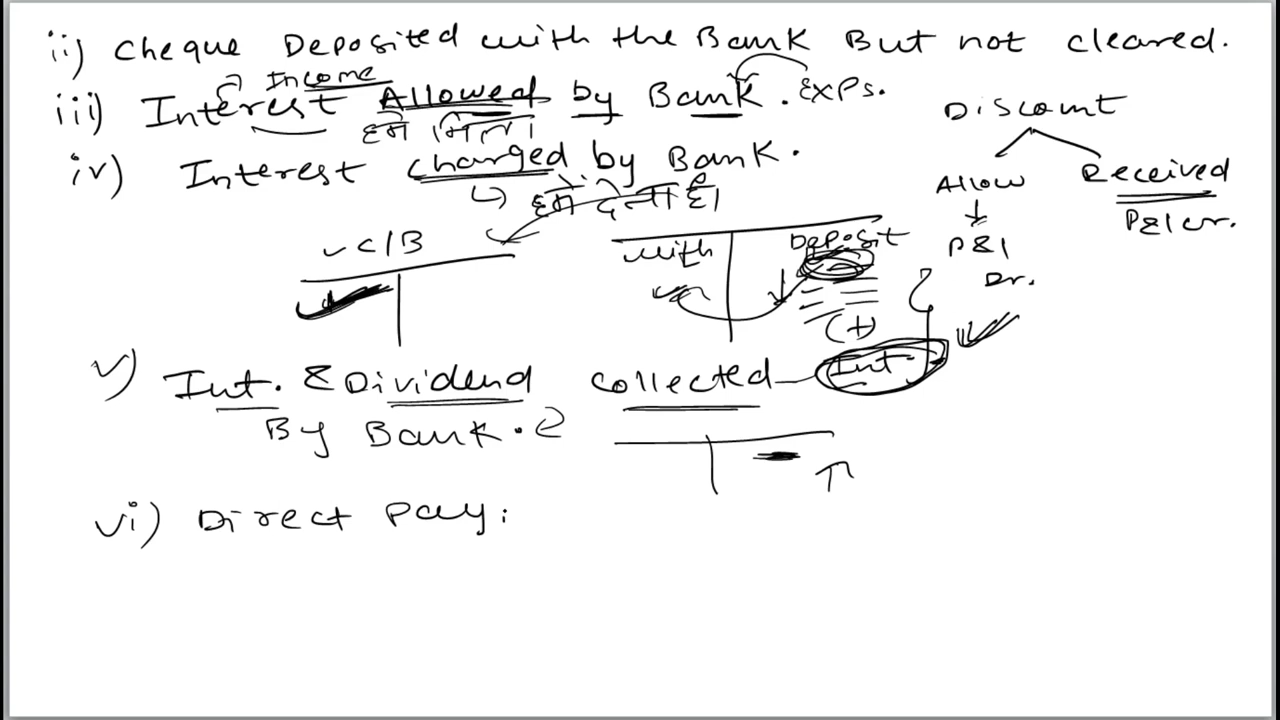 ii) Cheque Deposited with the Bank But not cleared.
Income
iii) Interest Allowed by Bank. Exps.
हमे मिला।
Discount
iv) Interest charged by Bank.
Allow Received
हमे देना है।
P&l P&l cr.
Dr.
C/B
with Deposit
(+)
v) Int. & Dividend collected Int.
By Bank.
vi) Direct Pay